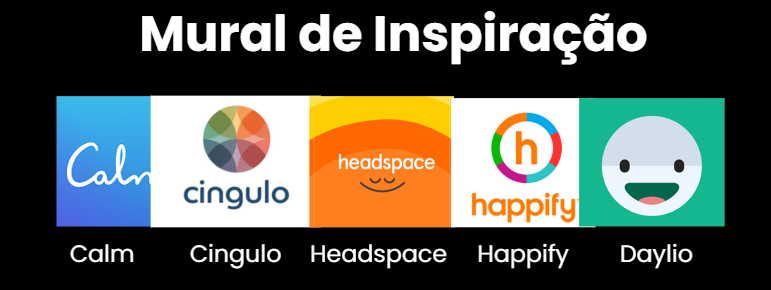 Mural de Inspiração
Calm
cingulo
headspace
h
happify
Calm
Cingulo
Headspace
Happify
Daylio